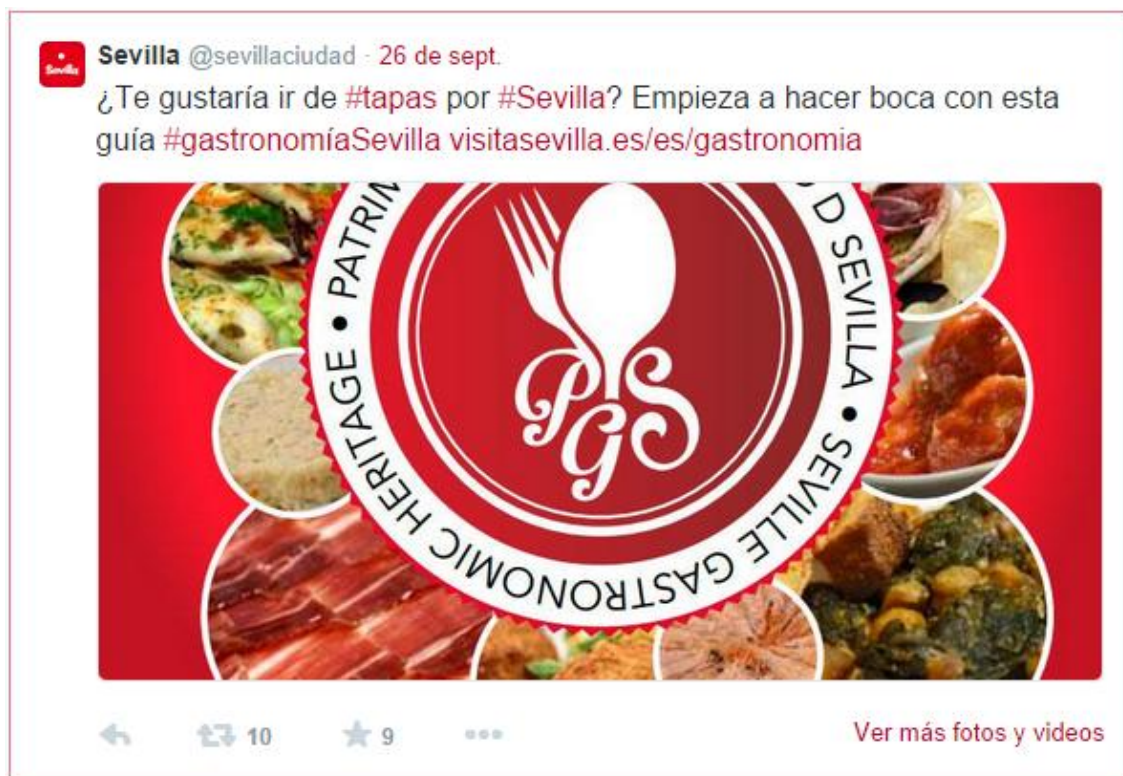 Sevilla @sevillaciudad · 26 de sept.
¿Te gustaría ir de #tapas por #Sevilla? Empieza a hacer boca con esta
guía #gastronomíaSevilla visitasevilla.es/es/gastronomia
Sevilla
• PATRIM
O D SEVILLA •
SEVILLE GASTRONOMIC HERITAGE
PGS
10
9
Ver más fotos y videos